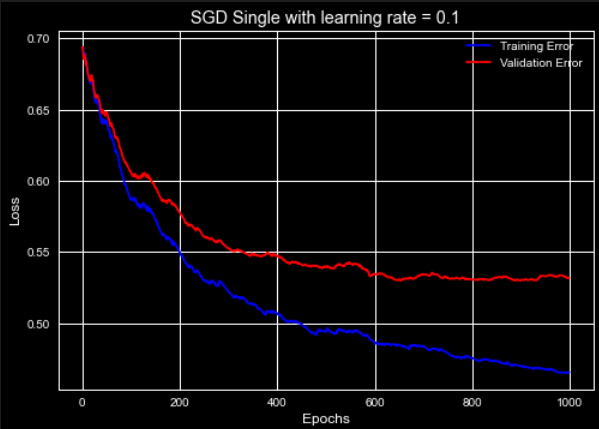 SGD Single with learning rate = 0.1
Training Error
Validation Error
0.70
0.65
0.60
0.55
0.50
Loss
0
200
400
600
800
1000
Epochs